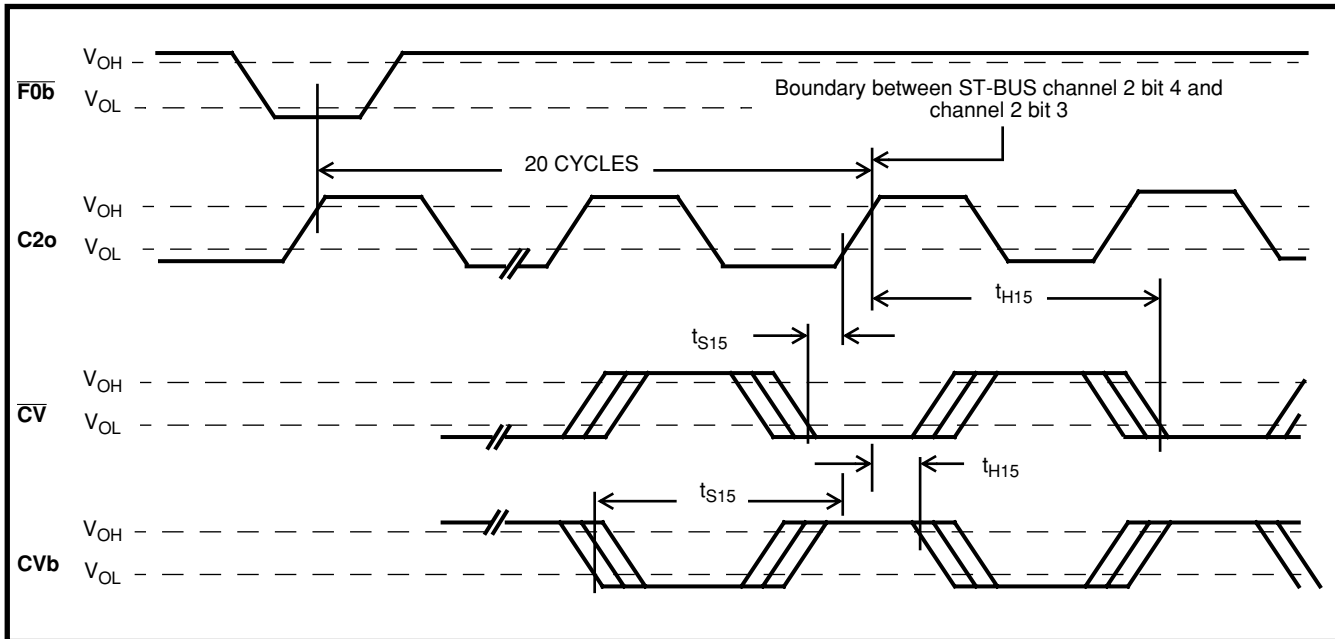 V_OH
F0b
V_OL
Boundary between ST-BUS channel 2 bit 4 and
channel 2 bit 3
20 CYCLES
V_OH
C2o
V_OL
t_H15
t_S15
V_OH
CV
V_OL
t_H15
t_S15
V_OH
CVb
V_OL